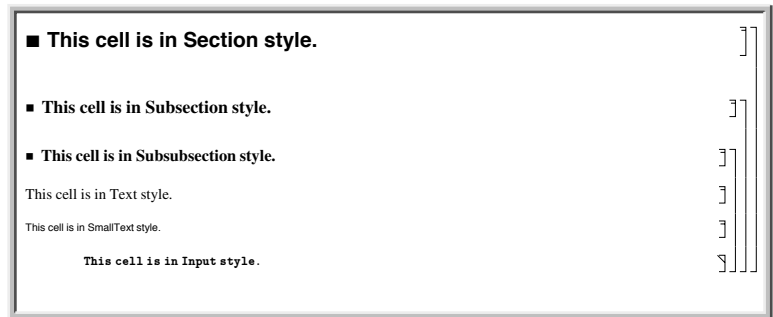 ■ This cell is in Section style.
■ This cell is in Subsection style.
■ This cell is in Subsubsection style.
This cell is in Text style.
This cell is in SmallText style.
This cell is in Input style.